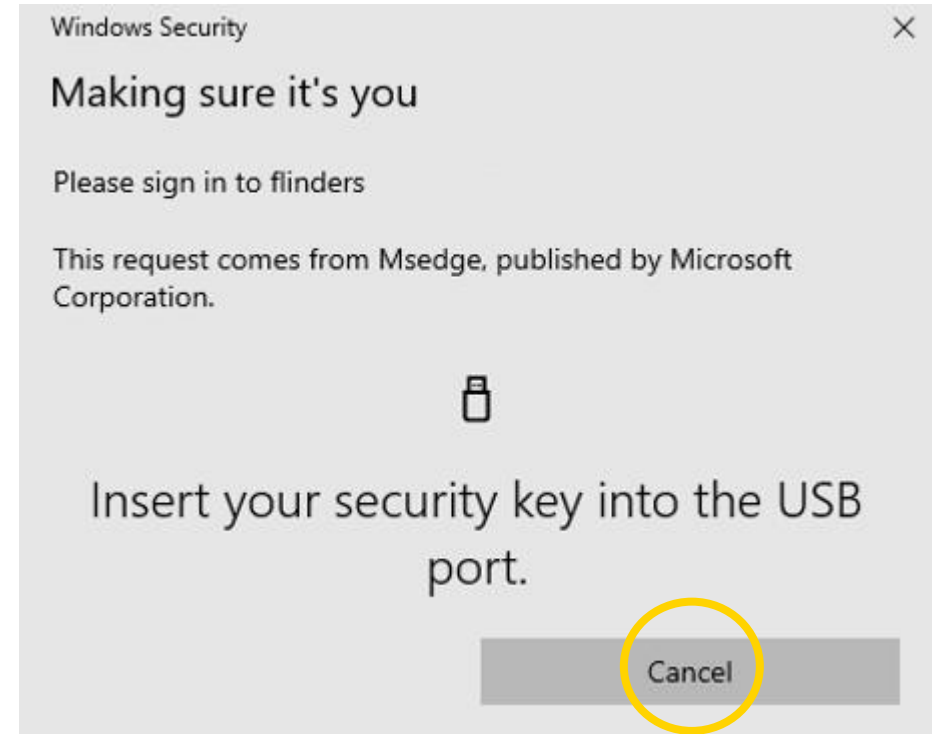 Windows Security
Making sure it's you
Please sign in to flinders
This request comes from Msedge, published by Microsoft
Corporation.
Insert your security key into the USB
port.
Cancel